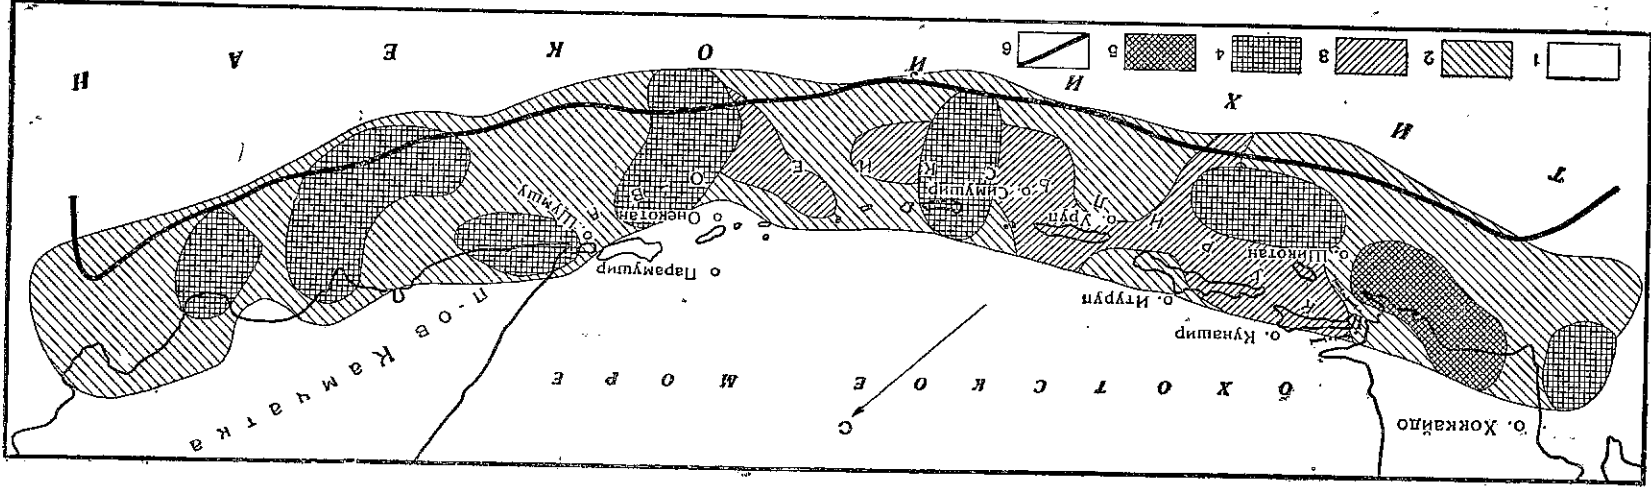 о. Хоккайдо
О Х О Т С К О Е М О Р Е
С
п-ов Камчатка
о. Кунашир
о. Итуруп
о. Шикотан
о. Уруп
о. Симушир
о. Онекотан
о. Парамушир
о. Шумшу
К У Р И Л Ь С К И Е О - В А
Т И Х И Й О К Е А Н
1
2
3
4
5
6